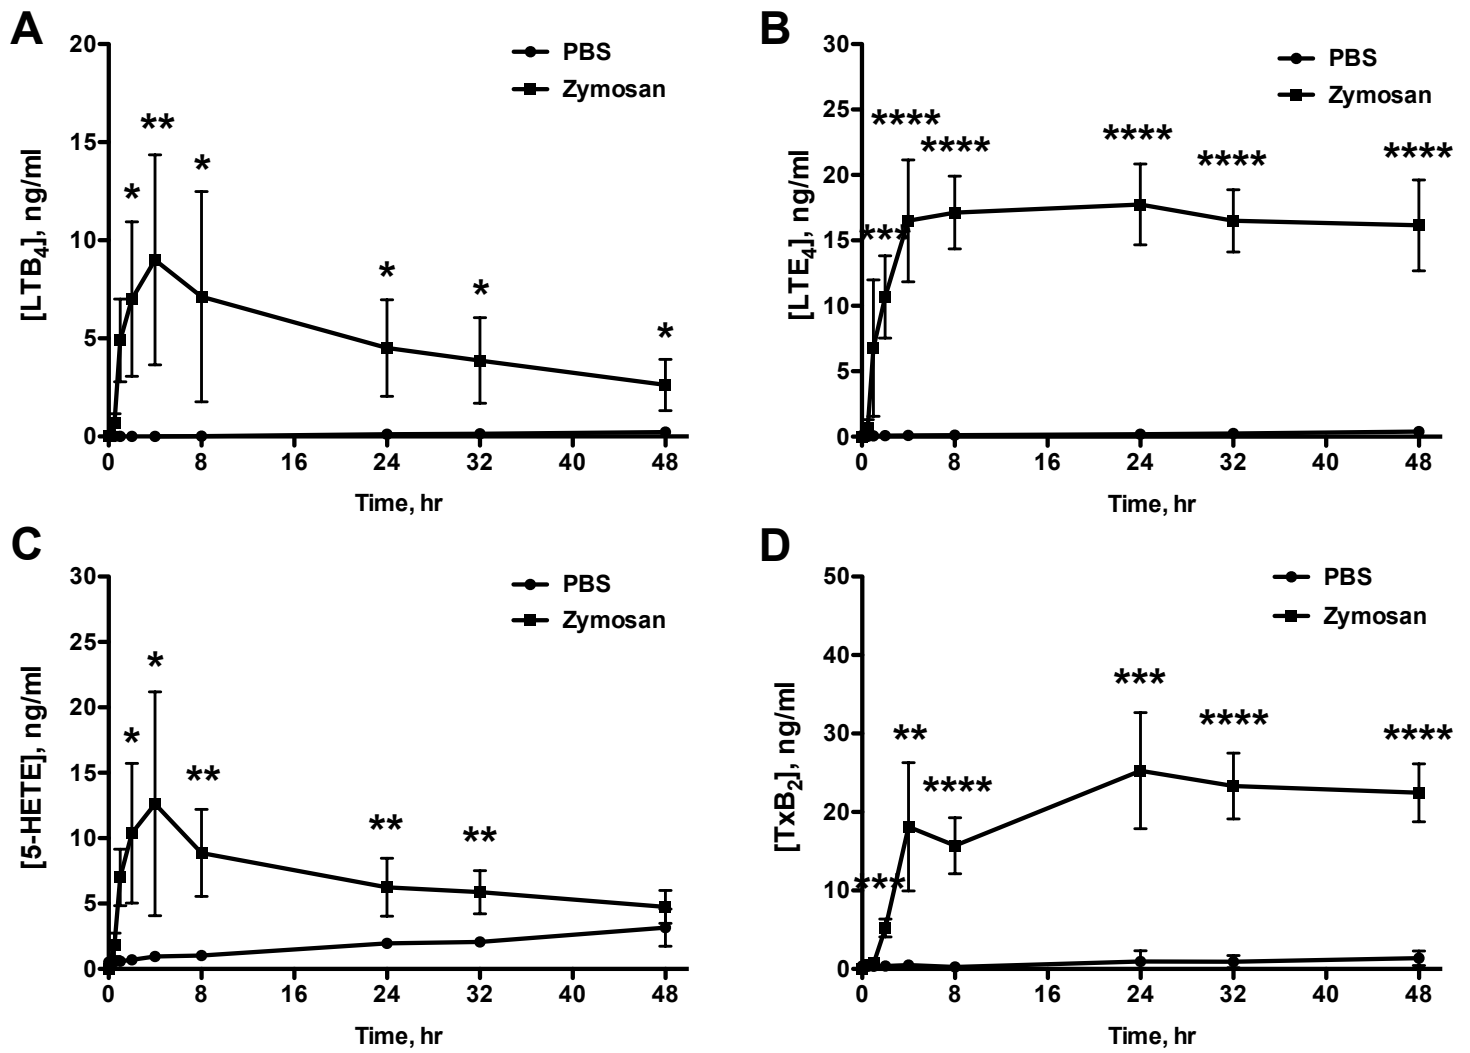 A
20
15
10
5
0
[LTB4], ng/ml
PBS
Zymosan
**
*
*
*
*
*
0 8 16 24 32 40 48
Time, hr
B
30
25
20
15
10
5
0
[LTE4], ng/ml
PBS
Zymosan
****
****
****
****
****
***
0 8 16 24 32 40 48
Time, hr
C
30
25
20
15
10
5
0
[5-HETE], ng/ml
PBS
Zymosan
*
*
**
**
**
0 8 16 24 32 40 48
Time, hr
D
50
40
30
20
10
0
[TxB2], ng/ml
PBS
Zymosan
***
**
****
***
****
****
0 8 16 24 32 40 48
Time, hr